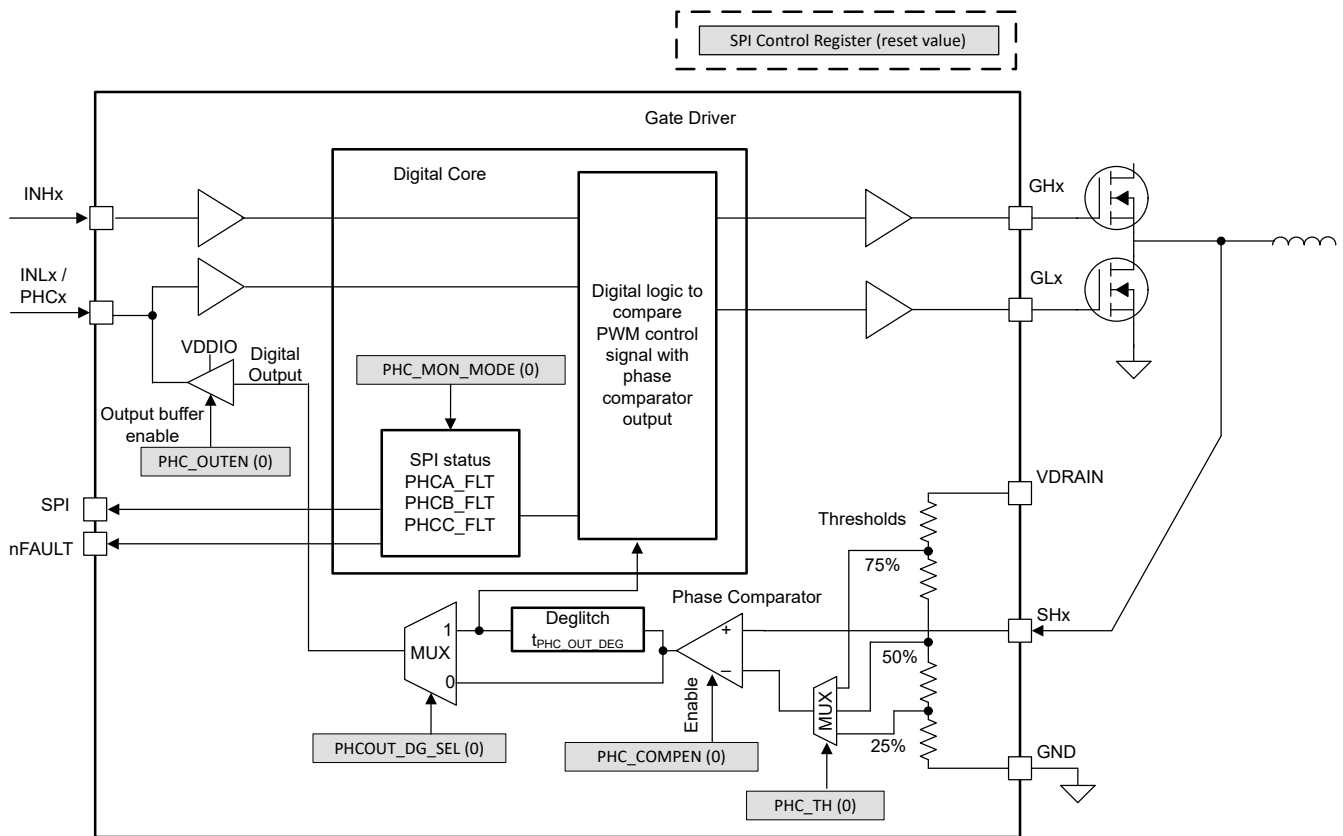 SPI Control Register (reset value)
Gate Driver
Digital Core
INHx
GHx
INLx /
PHCx
GLx
Digital logic to
compare
PWM control
signal with
phase
comparator
output
VDDIO
Digital
Output
PHC_MON_MODE (0)
Output buffer
enable
PHC_OUTEN (0)
SPI status
PHCA_FLT
PHCB_FLT
PHCC_FLT
SPI
nFAULT
VDRAIN
Thresholds
75%
Phase Comparator
SHx
Deglitch
tPHC_OUT_DEG
1
MUX
0
+
–
50%
Enable
MUX
25%
PHCOUT_DG_SEL (0)
PHC_COMPEN (0)
GND
PHC_TH (0)